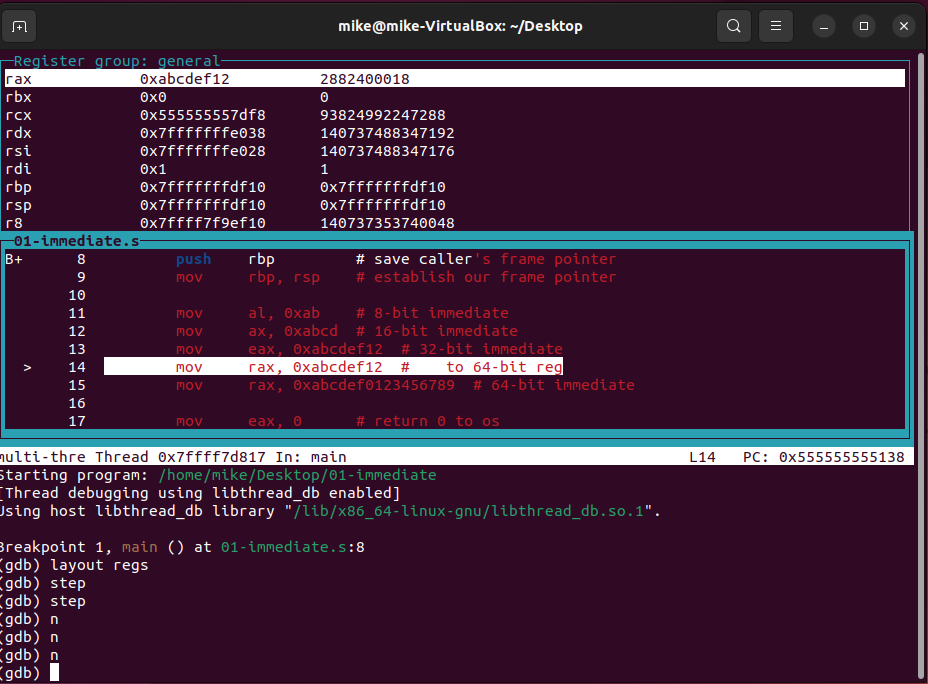 mike@mike-VirtualBox: ~/Desktop
Register group: general
rax 0xabcdef12 2882400018
rbx 0x0 0
rcx 0x555555557df8 93824992247288
rdx 0x7fffffffe038 140737488347192
rsi 0x7fffffffe028 140737488347176
rdi 0x1 1
rbp 0x7fffffffdf10 0x7fffffffdf10
rsp 0x7fffffffdf10 0x7fffffffdf10
r8 0x7ffff7f9ef10 140737353740048
01-immediate.s
B+ 8 push rbp # save caller's frame pointer
9 mov rbp, rsp # establish our frame pointer
10
11 mov al, 0xab # 8-bit immediate
12 mov ax, 0xabcd # 16-bit immediate
13 mov eax, 0xabcdef12 # 32-bit immediate
> 14 mov rax, 0xabcdef12 # to 64-bit reg
15 mov rax, 0xabcdef0123456789 # 64-bit immediate
16
17 mov eax, 0 # return 0 to os
multi-thre Thread 0x7ffff7d817 In: main L14 PC: 0x555555555138
Starting program: /home/mike/Desktop/01-immediate
[Thread debugging using libthread_db enabled]
Using host libthread_db library "/lib/x86_64-linux-gnu/libthread_db.so.1".
Breakpoint 1, main () at 01-immediate.s:8
(gdb) layout regs
(gdb) step
(gdb) step
(gdb) n
(gdb) n
(gdb) n
(gdb)